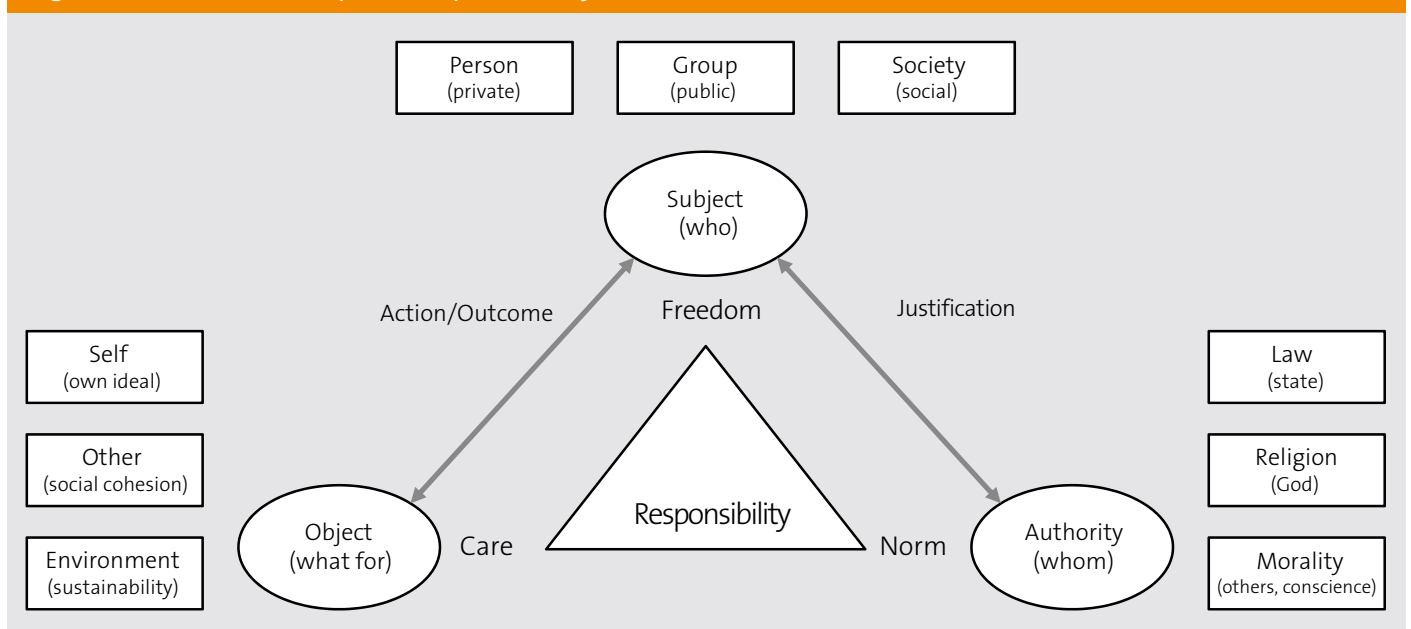 Person
(private)
Group
(public)
Society
(social)
Subject
(who)
Action/Outcome
Freedom
Justification
Self
(own ideal)
Law
(state)
Other
(social cohesion)
Religion
(God)
Responsibility
Object
(what for)
Care
Norm
Authority
(whom)
Environment
(sustainability)
Morality
(others, conscience)